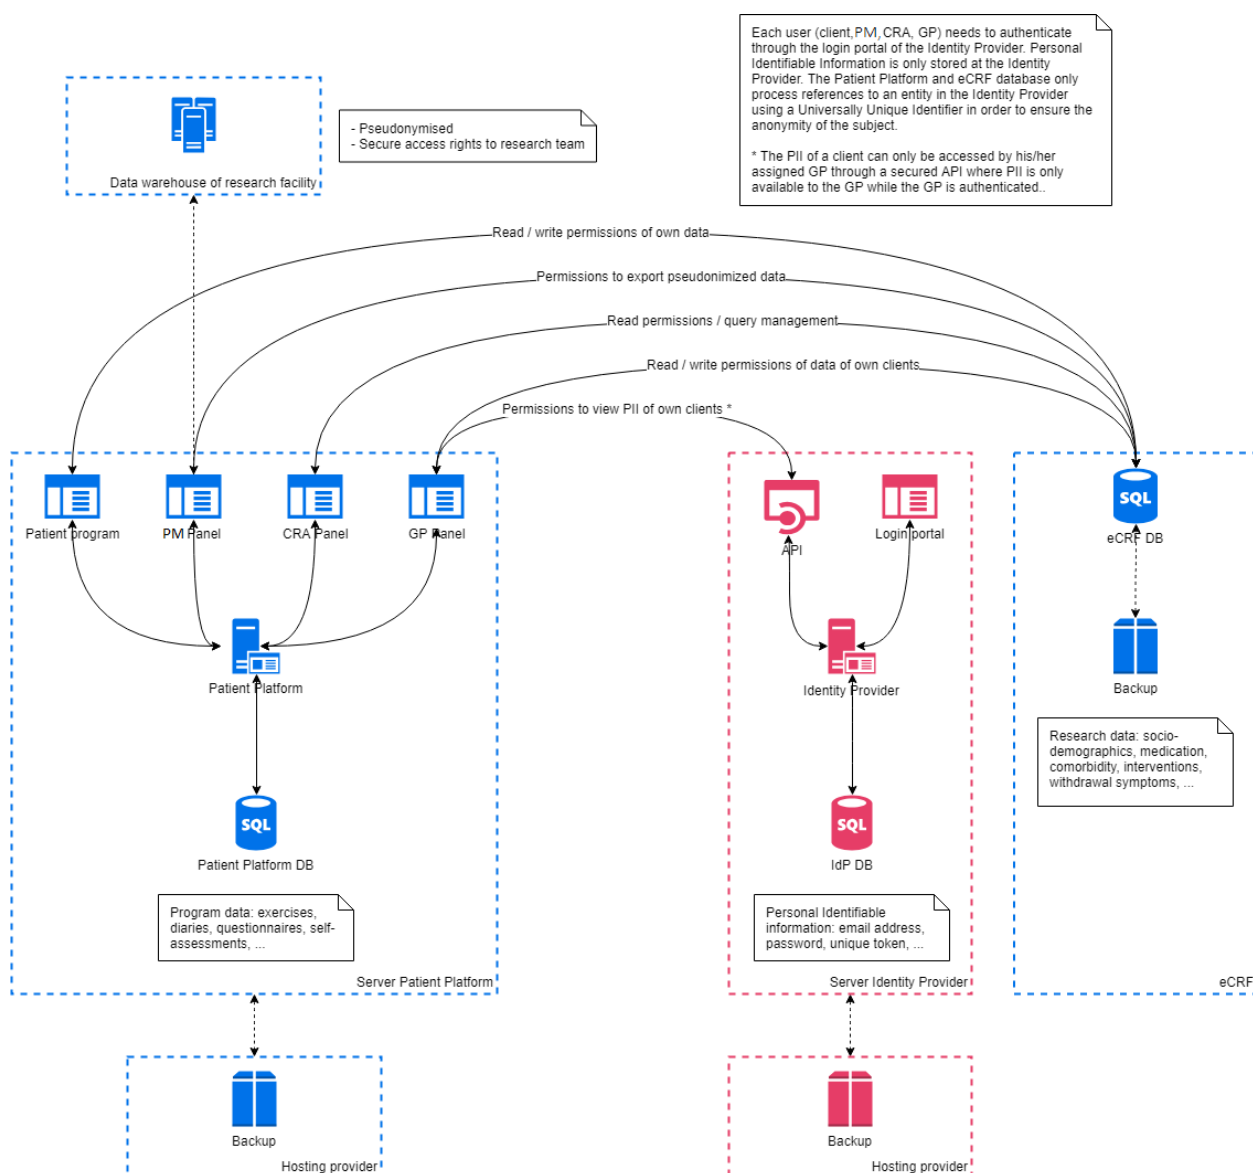 Each user (client,PM,CRA, GP) needs to authenticate
through the login portal of the Identity Provider. Personal
Identifiable Information is only stored at the Identity
Provider. The Patient Platform and eCRF database only
process references to an entity in the Identity Provider
using a Universally Unique Identifier in order to ensure the
anonymity of the subject.
* The PII of a client can only be accessed by his/her
assigned GP through a secured API where PII is only
available to the GP while the GP is authenticated..
- Pseudonymised
- Secure access rights to research team
Data warehouse of research facility
Read / write permissions of own data
Permissions to export pseudonimized data
Read permissions / query management
Read / write permissions of data of own clients
Permissions to view PII of own clients *
Patient program
PM Panel
CRA Panel
GP Panel
API
Login portal
SQL
eCRF DB
Patient Platform
Identity Provider
Backup
Research data: socio-
demographics, medication,
comorbidity, interventions,
withdrawal symptoms, ...
SQL
Patient Platform DB
SQL
IdP DB
Program data: exercises,
diaries, questionnaires, self-
assessments, ...
Personal Identifiable
information: email address,
password, unique token, ...
Server Patient Platform
Server Identity Provider
eCRF
Backup
Hosting provider
Backup
Hosting provider